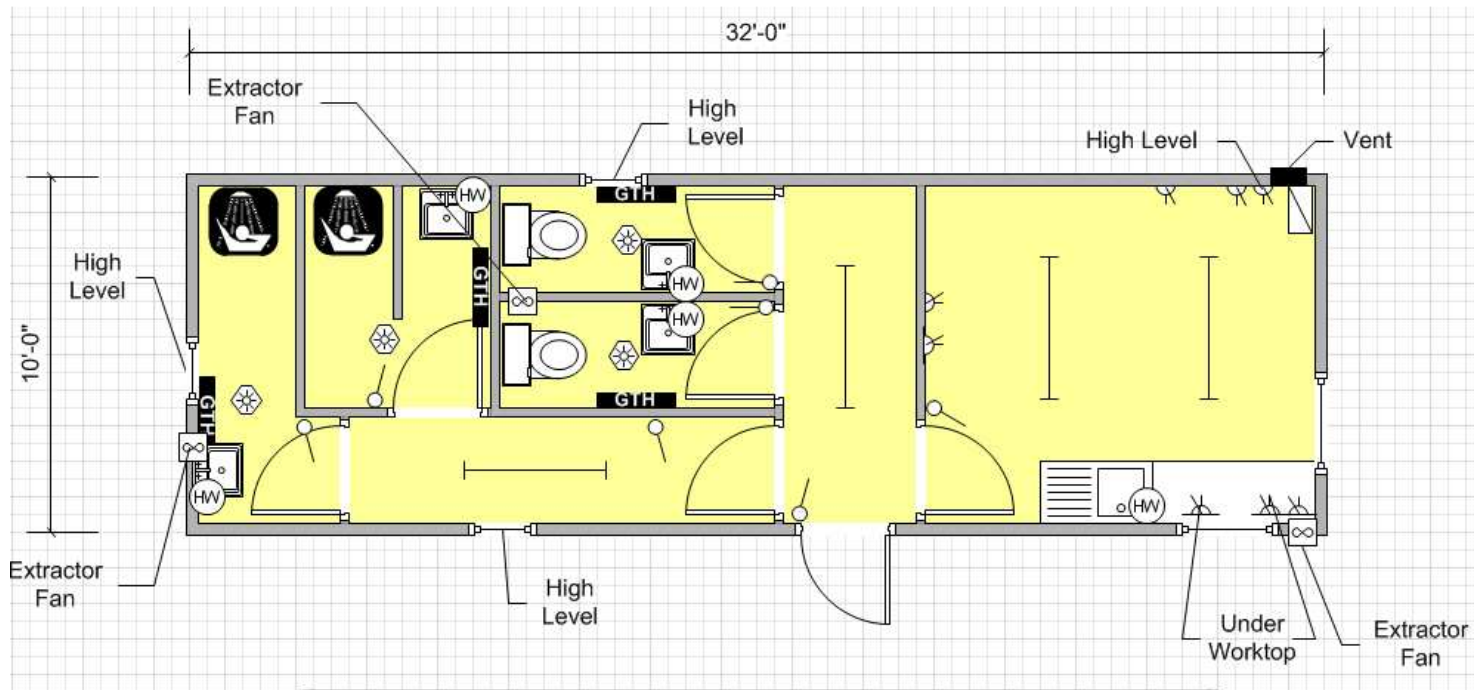 32'-0"
Extractor
Fan
High
Level
High Level
Vent
HW
GTH
HW
GTH
High
Level
10'-0"
HW
GTH
GTH
HW
HW
Extractor
Fan
High
Level
Under
Worktop
Extractor
Fan